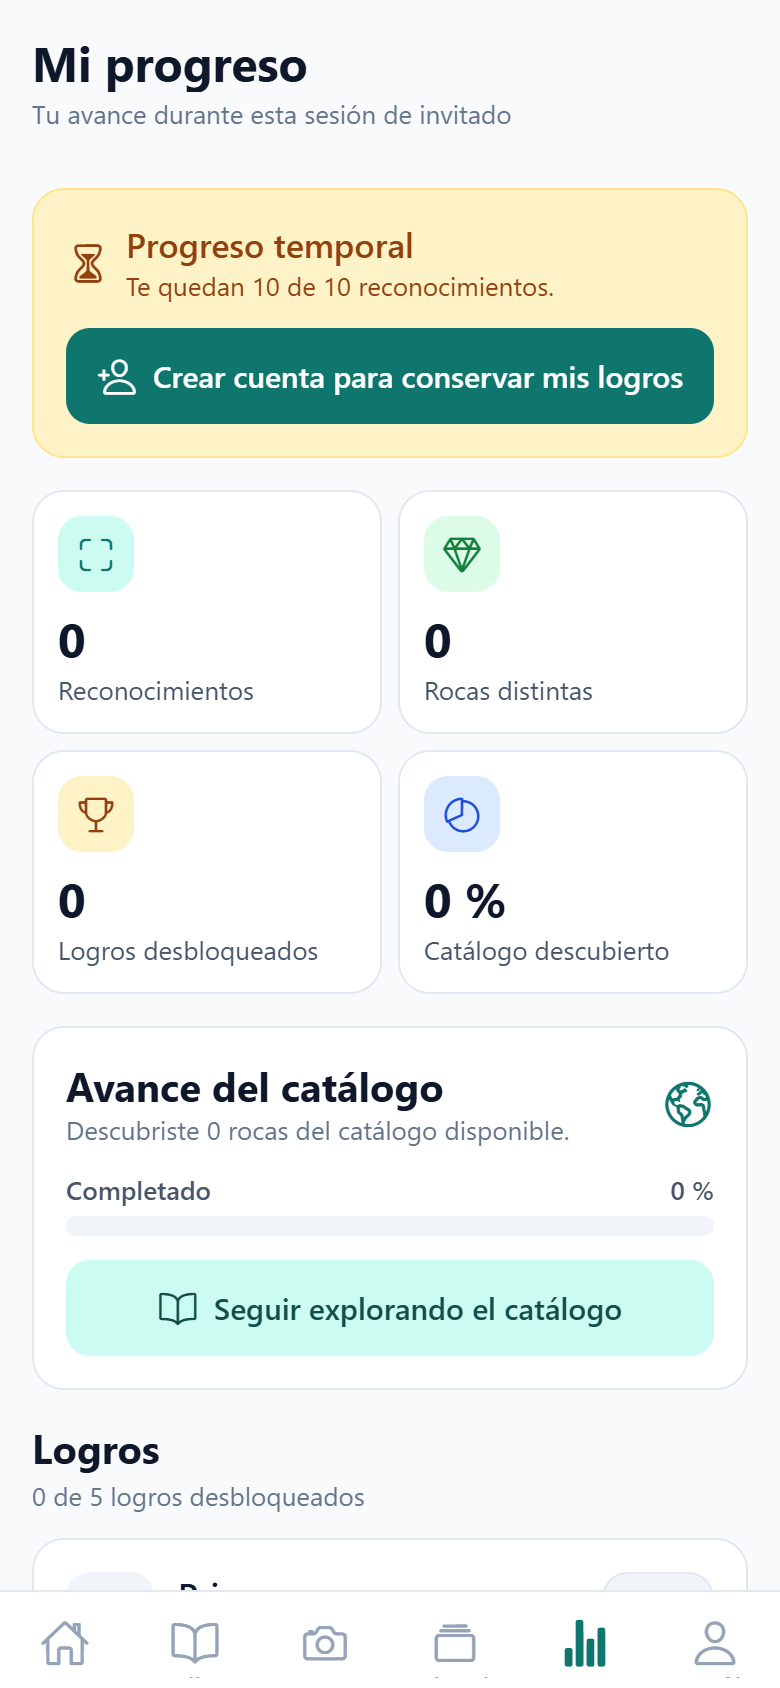 Mi progreso
Tu avance durante esta sesión de invitado
Progreso temporal
Te quedan 10 de 10 reconocimientos.
Crear cuenta para conservar mis logros
0
Reconocimientos
0
Rocas distintas
0
Logros desbloqueados
0 %
Catálogo descubierto
Avance del catálogo
Descubriste 0 rocas del catálogo disponible.
Completado
0 %
Seguir explorando el catálogo
Logros
0 de 5 logros desbloqueados